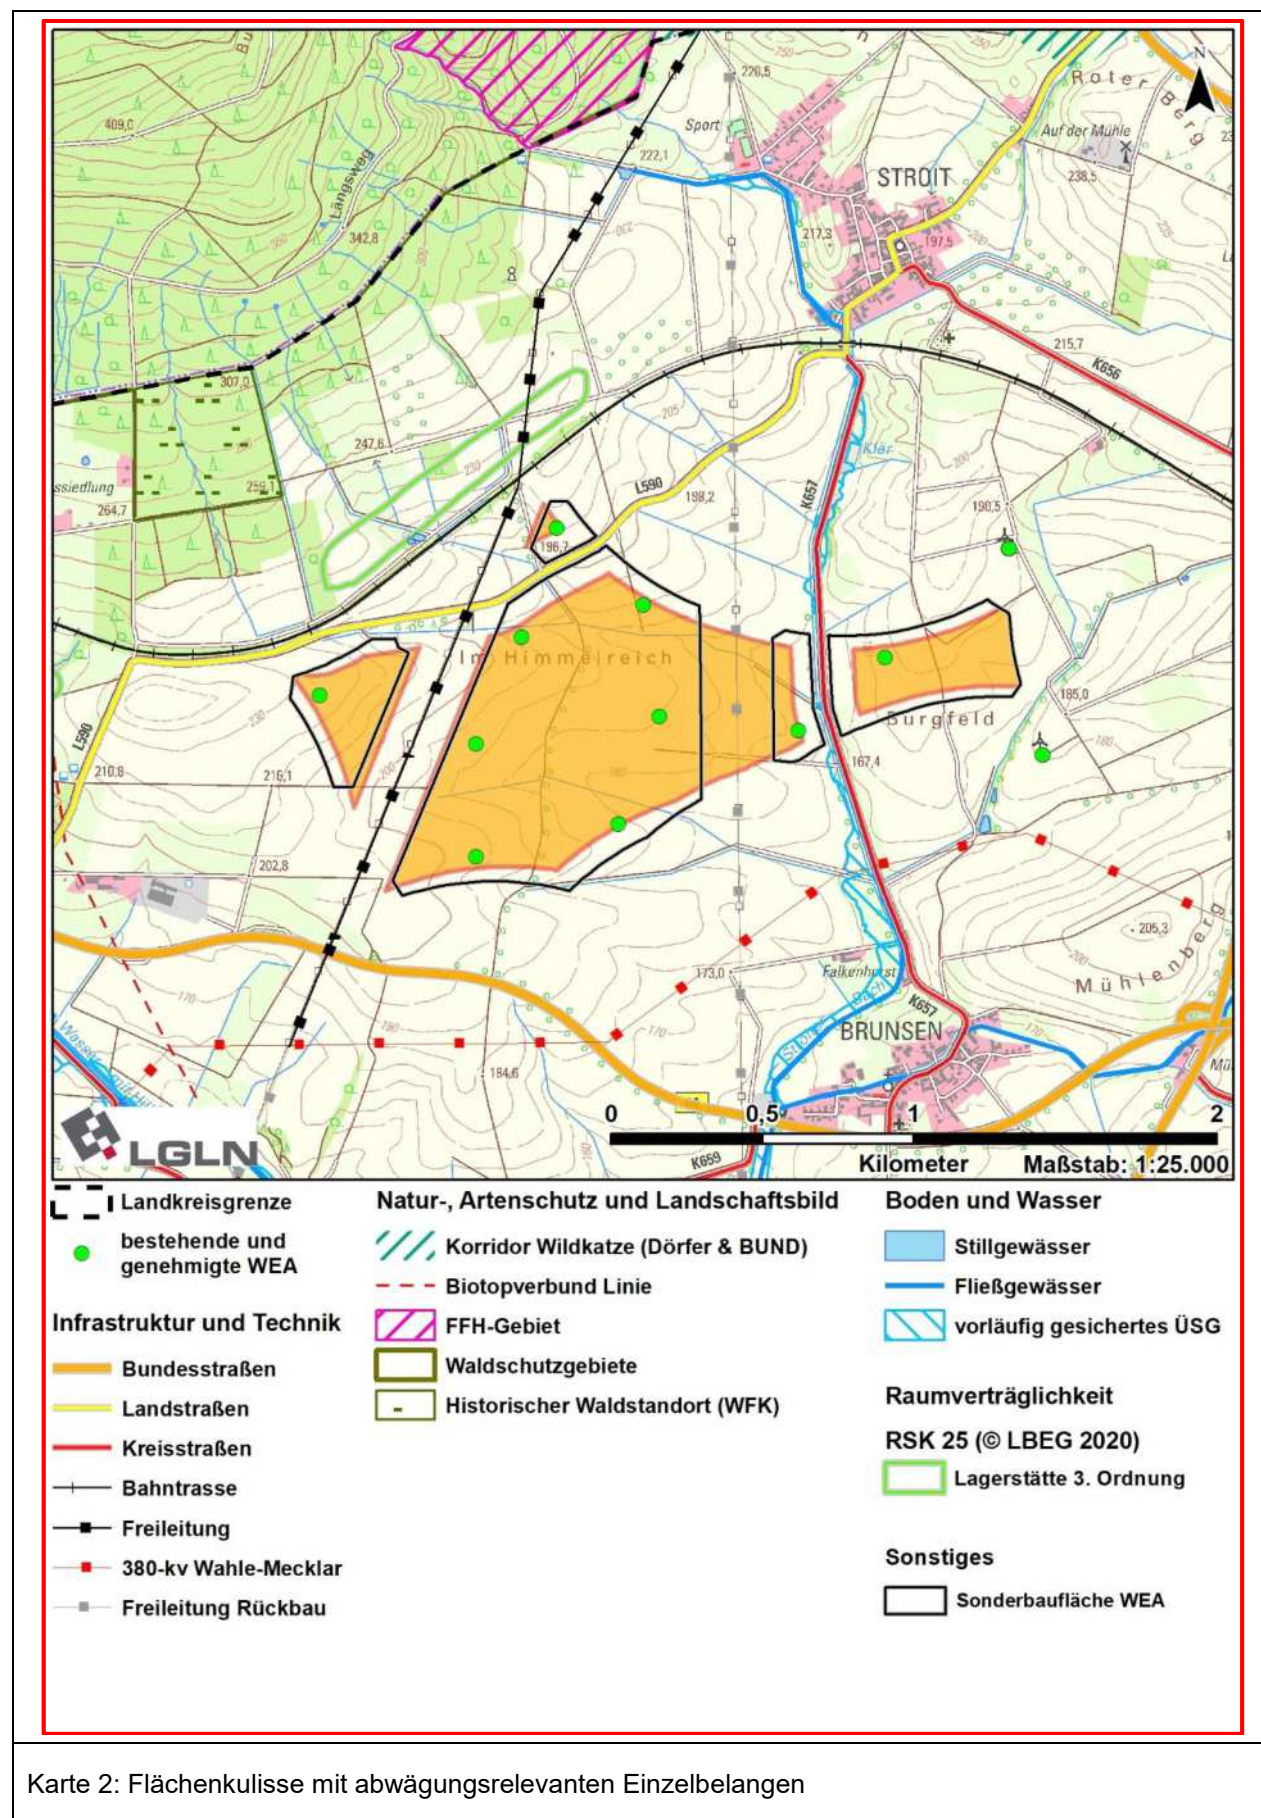 N
Roter Berg
220,5
Sport
Auf der Mühle
409,0
222,1
238,5
STROIT
Längsweg
342,8
217,3
197,5
215,7
K656
307,0
247,6
ssiedlung
259,1
264,7
L590
198,2
Klär
K657
190,5
196,7
Im Himmelreich
185,0
Burgfeld
L590
210,8
216,1
167,4
202,8
205,3
Mühlenberg
173,0
Falkenhorst
K657
BRUNSEN
184,6
LGLN
0 0,5 1 2
K659
Kilometer
Maßstab: 1:25.000
Landkreisgrenze
bestehende und
genehmigte WEA
Infrastruktur und Technik
Bundesstraßen
Landstraßen
Kreisstraßen
Bahntrasse
Freileitung
380-kv Wahle-Mecklar
Freileitung Rückbau
Natur-, Artenschutz und Landschaftsbild
Korridor Wildkatze (Dörfer & BUND)
Biotopverbund Linie
FFH-Gebiet
Waldschutzgebiete
Historischer Waldstandort (WFK)
Boden und Wasser
Stillgewässer
Fließgewässer
vorläufig gesichertes ÜSG
Raumverträglichkeit
RSK 25 (© LBEG 2020)
Lagerstätte 3. Ordnung
Sonstiges
Sonderbaufläche WEA
Karte 2: Flächenkulisse mit abwägungsrelevanten Einzelbelangen